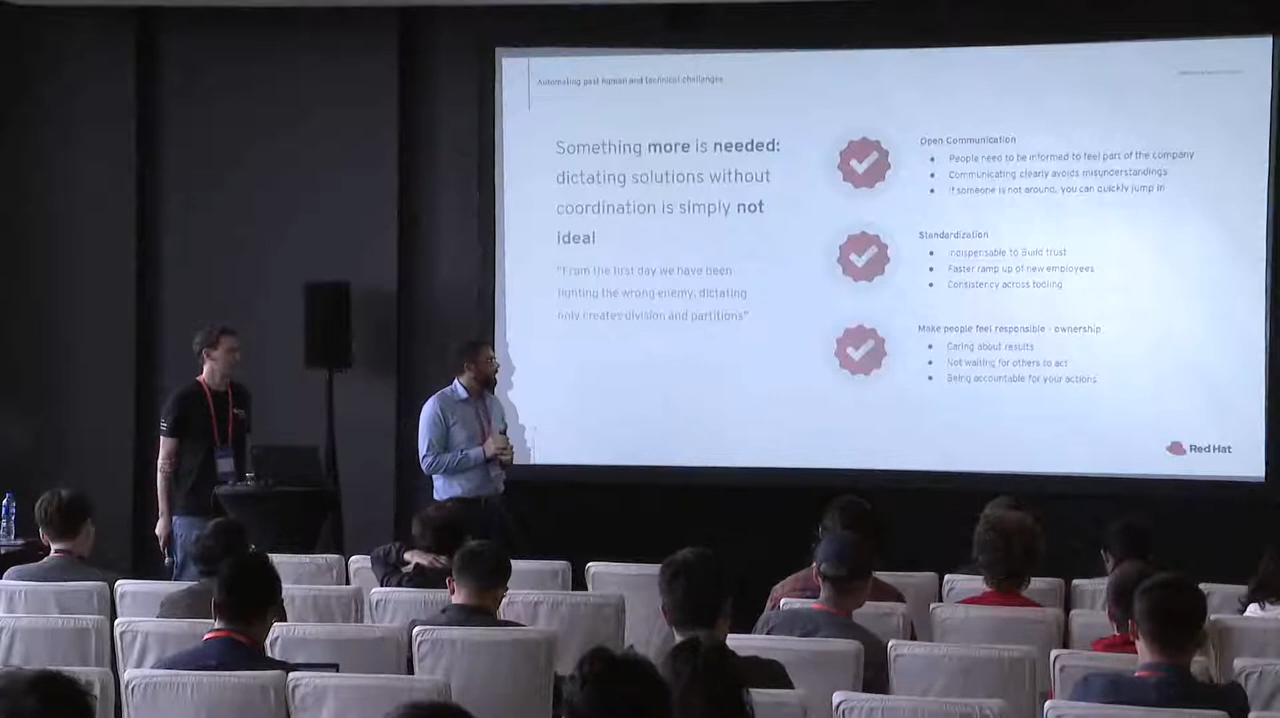 Automating past human and technical challenges
Something more is needed:
dictating solutions without
coordination is simply not
ideal
"From the first day we have been
fighting the wrong enemy, dictating
only creates division and partitions"
Open Communication
People need to be informed to feel part of the company
Communicating clearly avoids misunderstandings
If someone is not around, you can quickly jump in
Standardization
Indispensable to Build trust
Faster ramp up of new employees
Consistency across tooling
Make people feel responsible - ownership
Caring about results
Not waiting for others to act
Being accountable for your actions
Red Hat